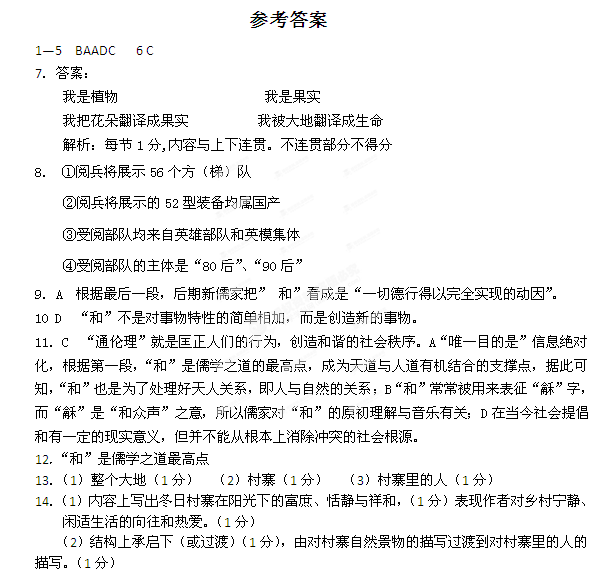 参考答案
1—5 BAADC 6 C
7. 答案：
我是植物 我是果实
我把花朵翻译成果实 我被大地翻译成生命
解析：每节 1 分,内容与上下连贯。不连贯部分不得分
8. ①阅兵将展示 56 个方（梯）队
②阅兵将展示的 52 型装备均属国产
③受阅部队均来自英雄部队和英模集体
④受阅部队的主体是“80 后”、“90 后”
9. A 根据最后一段，后期新儒家把” 和”看成是“一切德行得以完全实现的动因”。
10 D “和”不是对事物特性的简单相加，而是创造新的事物。
11. C “通伦理”就是匡正人们的行为，创造和谐的社会秩序。A“唯一目的是”信息绝对
化，根据第一段，“和”是儒学之道的最高点，成为天道与人道有机结合的支撑点，据此可
知，“和”也是为了处理好天人关系，即人与自然的关系；B“和”常常被用来表征“龢”字，
而“龢”是“和众声”之意，所以儒家对“和”的原初理解与音乐有关；D 在当今社会提倡
和有一定的现实意义，但并不能从根本上消除冲突的社会根源。
12.“和”是儒学之道最高点
13.（1）整个大地（1 分） （2）村寨（1 分） （3）村寨里的人（1 分）
14.（1）内容上写出冬日村寨在阳光下的富庶、恬静与祥和，（1 分）表现作者对乡村宁静、
闲适生活的向往和热爱。（1 分）
（2）结构上承启下（或过渡）（1 分），由对村寨自然景物的描写过渡到对村寨里的人的
描写。（1 分）